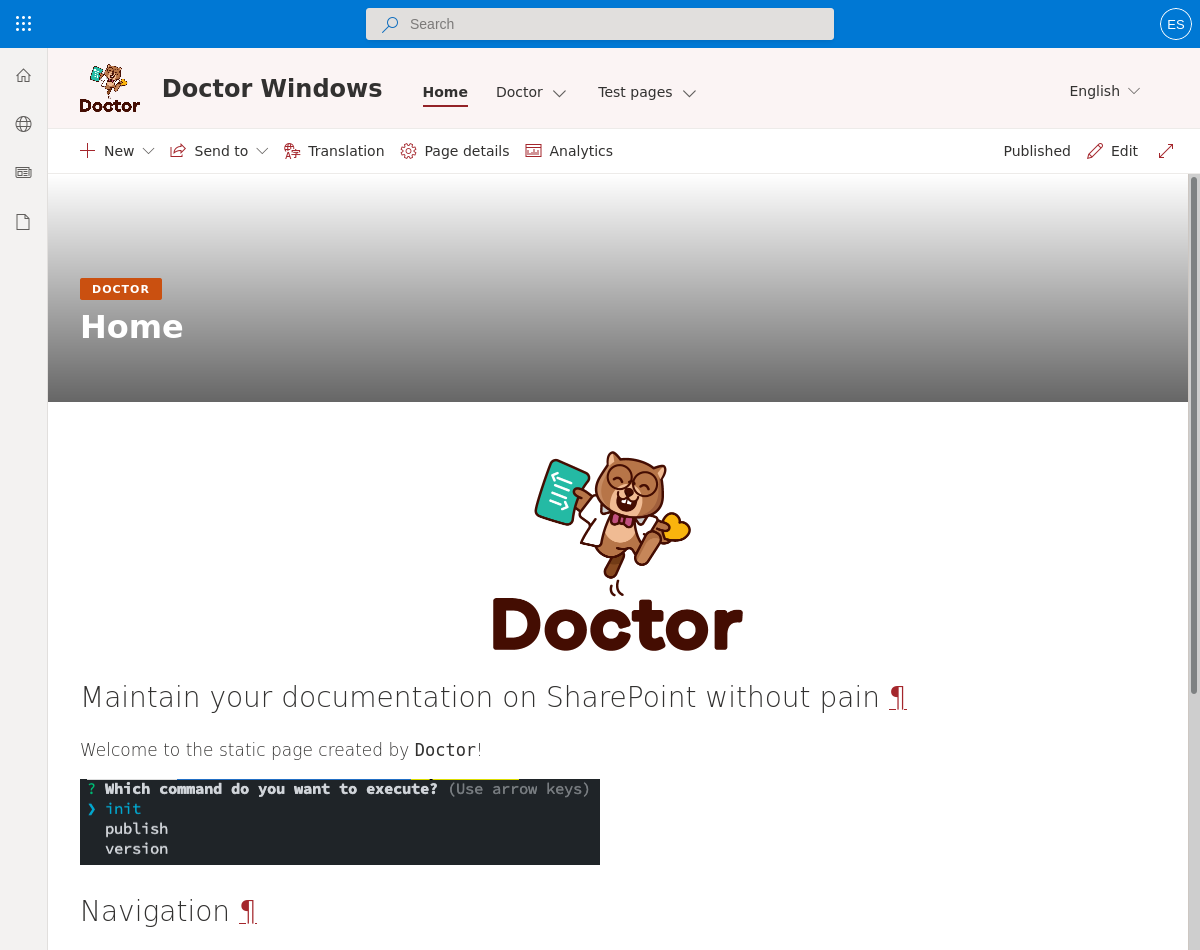 Search
ES
Doctor
Doctor Windows
Home Doctor Test pages
English
New Send to Translation Page details Analytics
Published Edit
DOCTOR
Home
Doctor
Maintain your documentation on SharePoint without pain ¶
Welcome to the static page created by Doctor!
? Which command do you want to execute? (Use arrow keys)
❯ init
publish
version
Navigation ¶